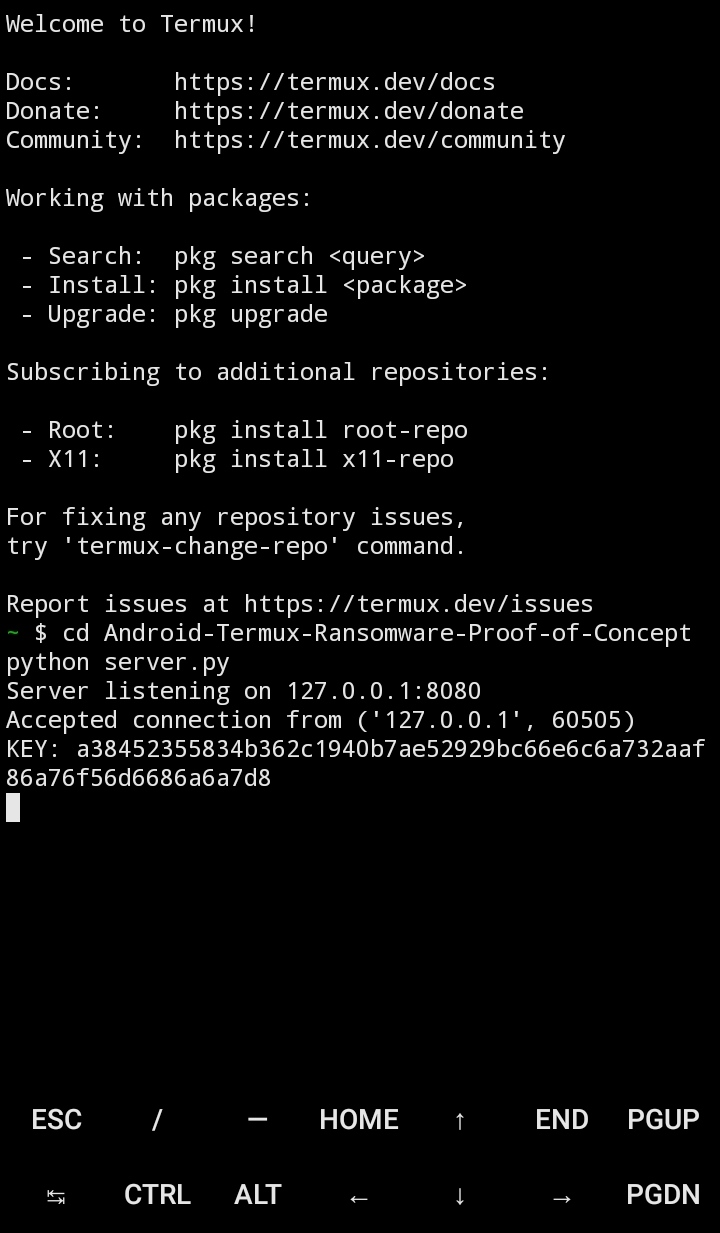 Welcome to Termux!
Docs:       https://termux.dev/docs
Donate:     https://termux.dev/donate
Community:  https://termux.dev/community
Working with packages:
 - Search:  pkg search <query>
 - Install: pkg install <package>
 - Upgrade: pkg upgrade
Subscribing to additional repositories:
 - Root:    pkg install root-repo
 - X11:     pkg install x11-repo
For fixing any repository issues,
try 'termux-change-repo' command.
Report issues at https://termux.dev/issues
~ $ cd Android-Termux-Ransomware-Proof-of-Concept
python server.py
Server listening on 127.0.0.1:8080
Accepted connection from ('127.0.0.1', 60505)
KEY: a38452355834b362c1940b7ae52929bc66e6c6a732aaf
86a76f56d6686a6a7d8
ESC / — HOME ↑ END PGUP
↹ CTRL ALT ← ↓ → PGDN